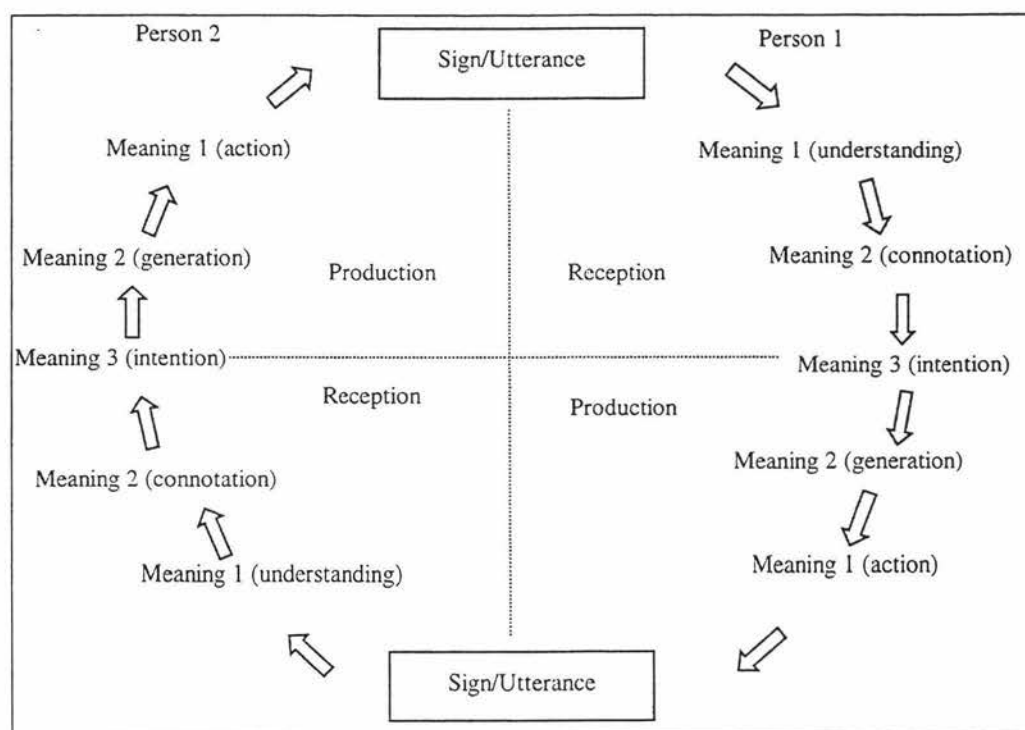 Person 2
Sign/Utterance
Person 1
Meaning 1 (action)
Meaning 1 (understanding)
Meaning 2 (generation)
Production
Reception
Meaning 2 (connotation)
Meaning 3 (intention)
Meaning 3 (intention)
Reception
Production
Meaning 2 (connotation)
Meaning 2 (generation)
Meaning 1 (understanding)
Meaning 1 (action)
Sign/Utterance